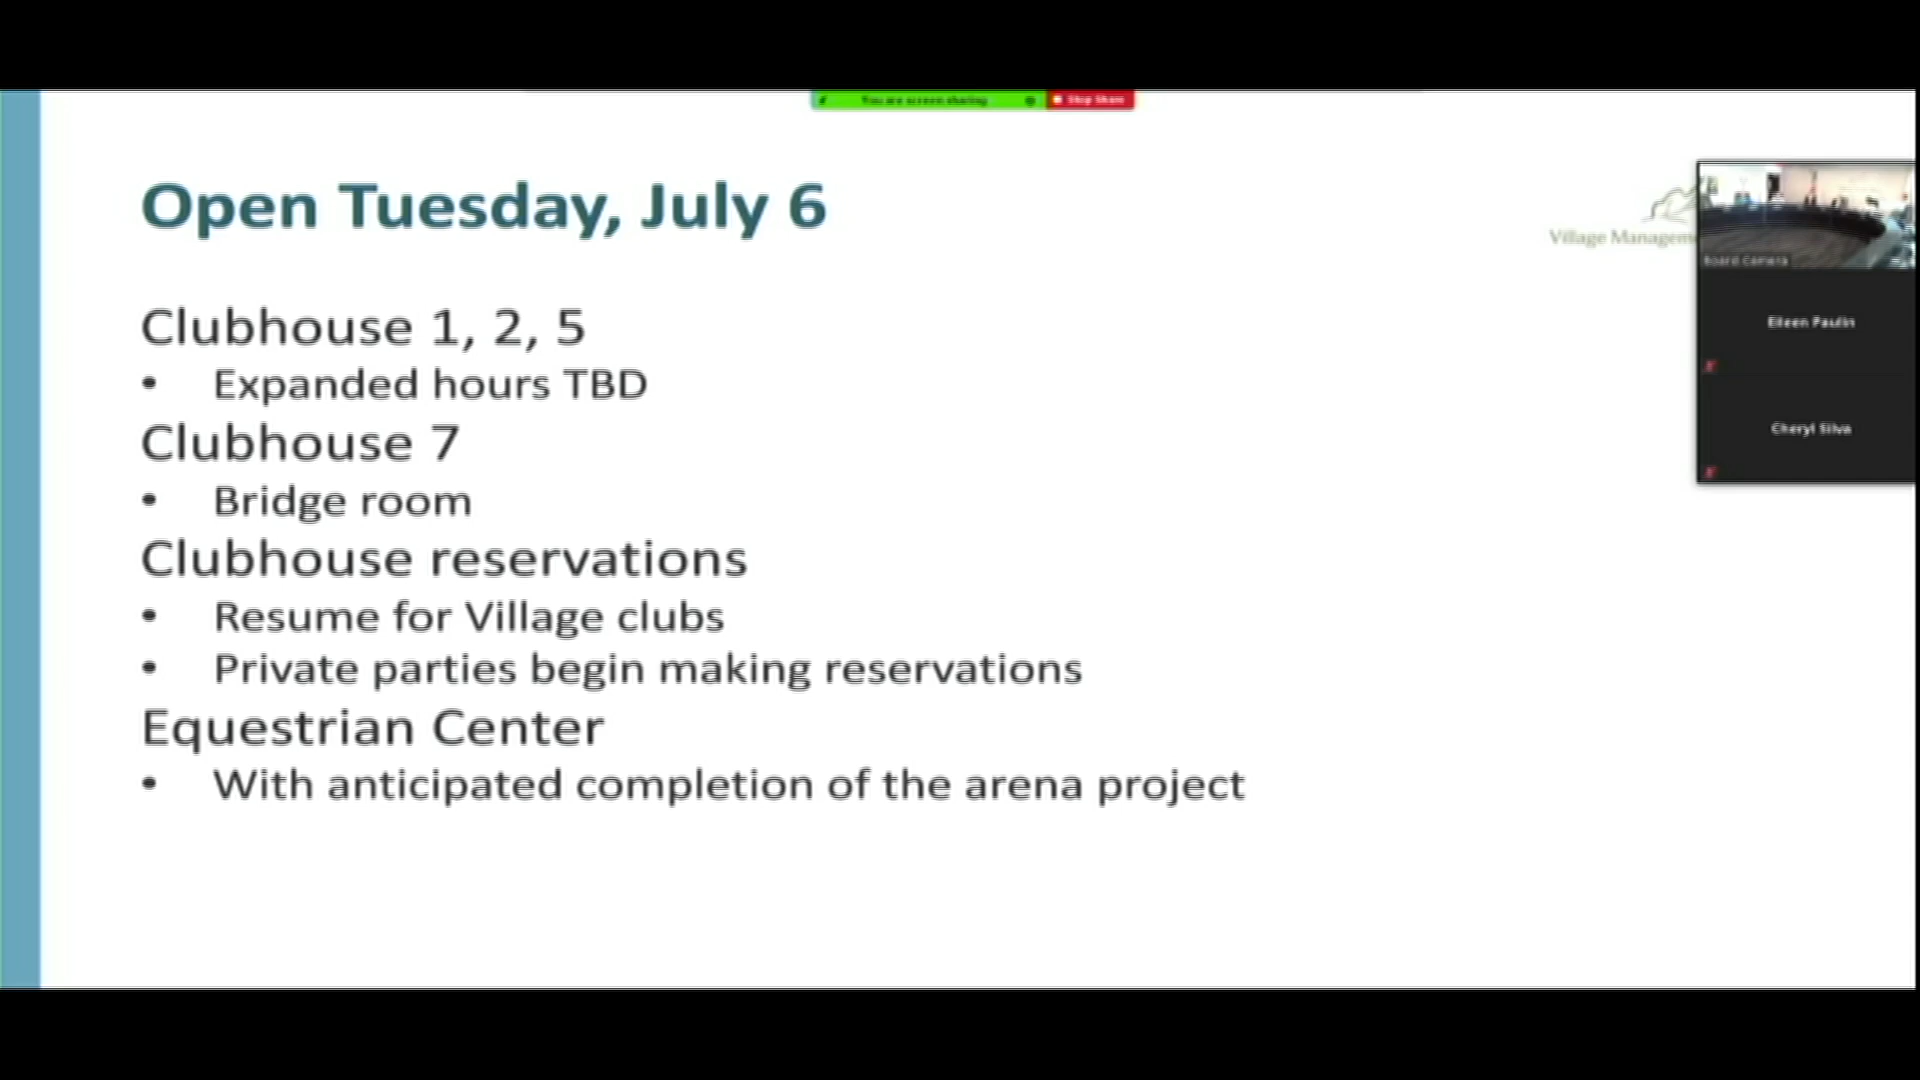 You are screen sharing
Stop Share
Open Tuesday, July 6
Village Managem
Board Camera
Eileen Paulin
Cheryl Silva
Clubhouse 1, 2, 5
• Expanded hours TBD
Clubhouse 7
• Bridge room
Clubhouse reservations
• Resume for Village clubs
• Private parties begin making reservations
Equestrian Center
• With anticipated completion of the arena project